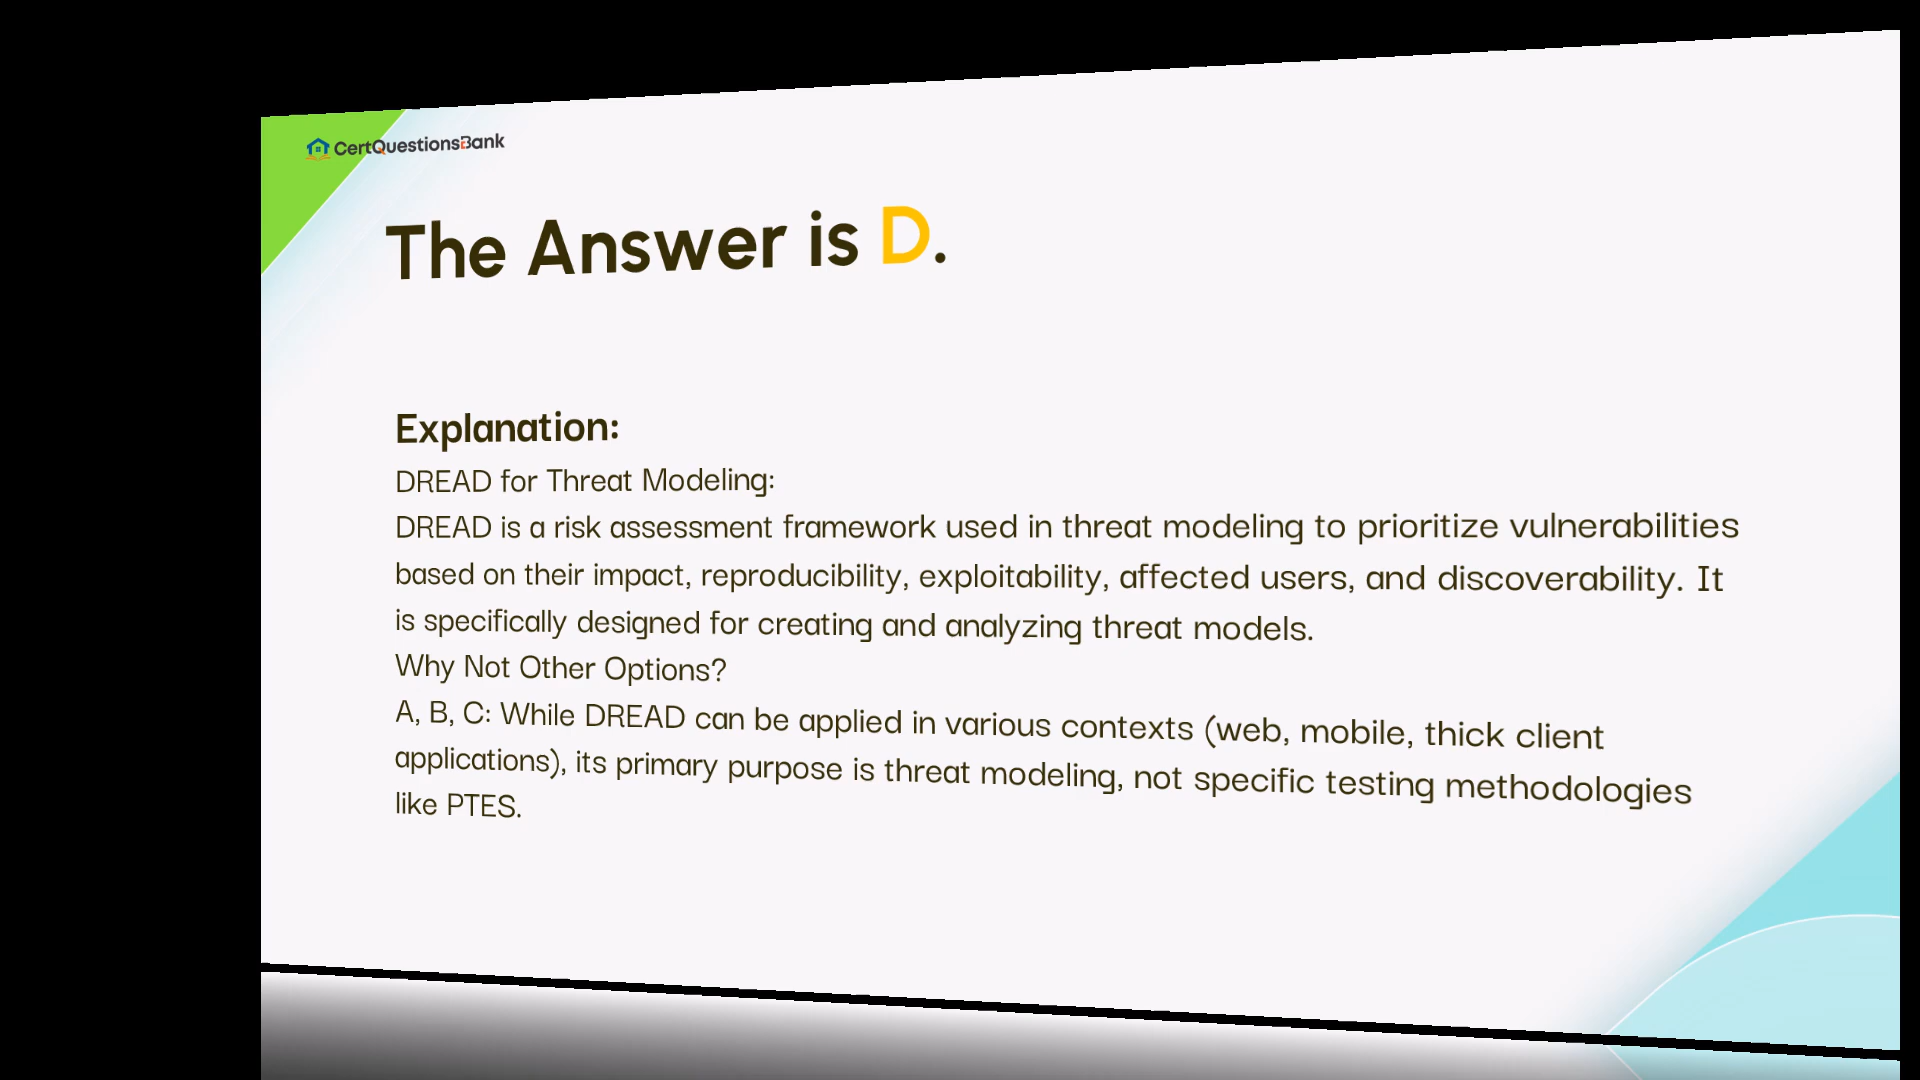 CertQuestionsBank
The Answer is D.
Explanation:
DREAD for Threat Modeling:
DREAD is a risk assessment framework used in threat modeling to prioritize vulnerabilities
based on their impact, reproducibility, exploitability, affected users, and discoverability. It
is specifically designed for creating and analyzing threat models.
Why Not Other Options?
A, B, C: While DREAD can be applied in various contexts (web, mobile, thick client
applications), its primary purpose is threat modeling, not specific testing methodologies
like PTES.